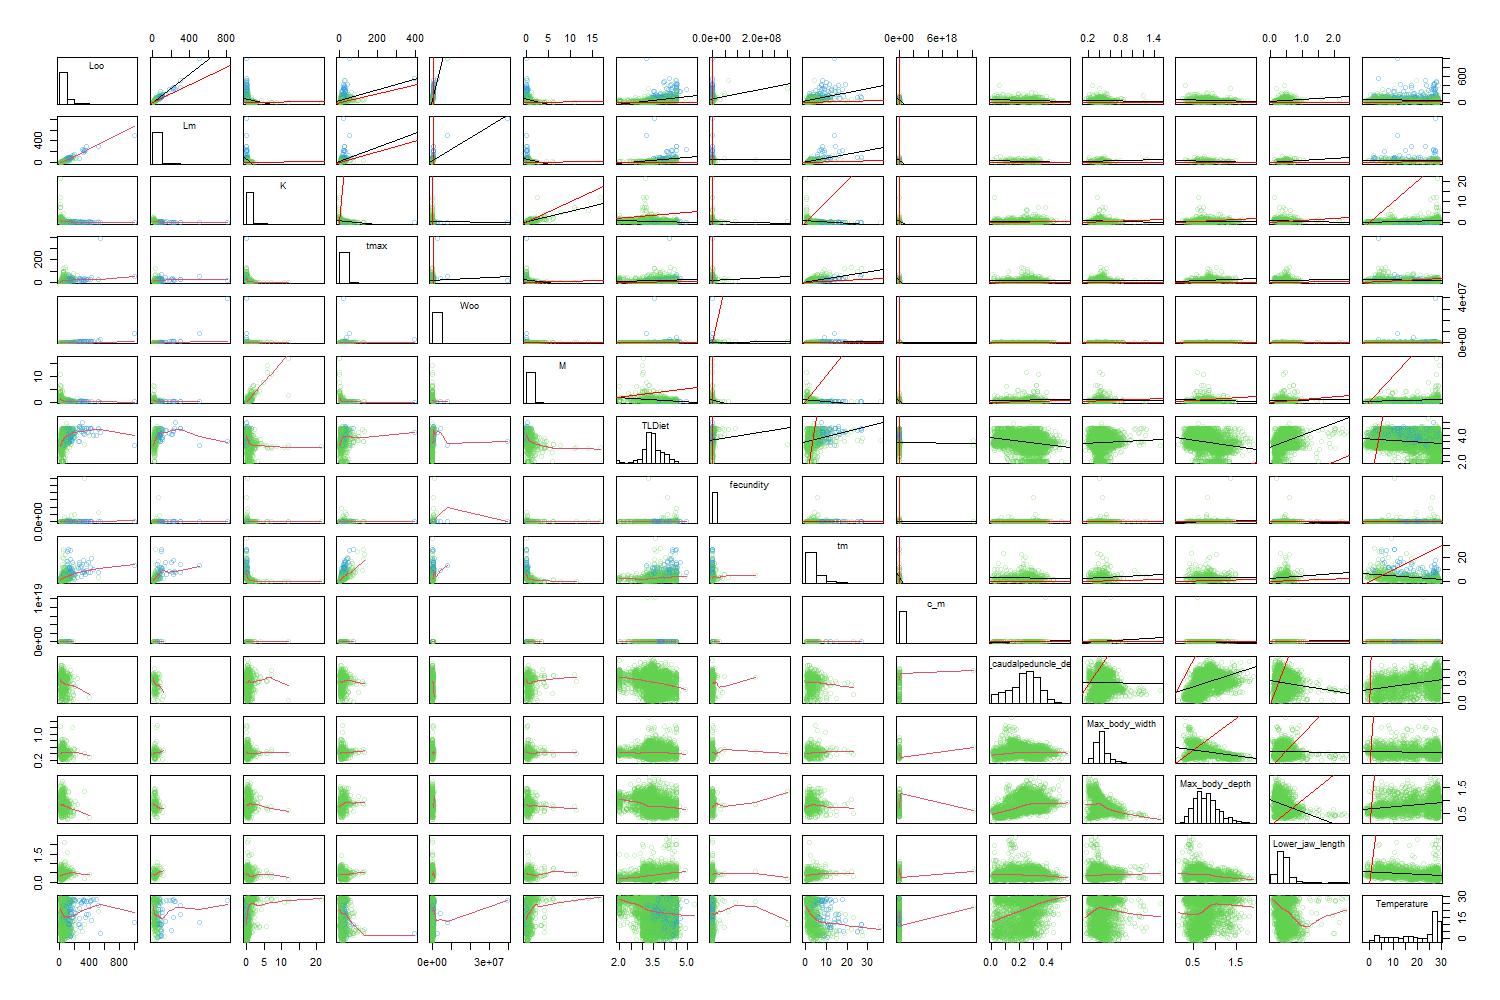 0 400 800
0 200 400
0 5 10 15
0.0e+00 2.0e+08
0e+00 6e+18
0.2 0.8 1.4
0.0 1.0 2.0
Loo
0 600
Lm
0 400
K
0 10 20
tmax
0 200
Woo
0e+00 4e+07
M
0 10
TLDiet
2.0 4.0
fecundity
0.0e+00
tm
0 20
c_m
0e+00 1e+19
_caudalpeduncle_de
0.0 0.3
Max_body_width
0.2 1.0
Max_body_depth
0.5 1.5
Lower_jaw_length
0.0 1.5
Temperature
0 15 30
0 400 800
0 5 10 20
0e+00 3e+07
2.0 3.5 5.0
0 10 20 30
0.0 0.2 0.4
0.5 1.5
0 10 20 30